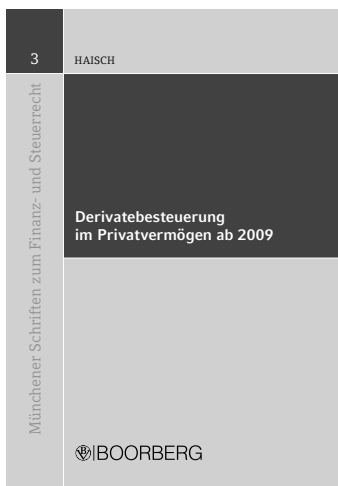 3
HAISCH
Münchener Schriften zum Finanz- und Steuerrecht
Derivatebesteuerung
im Privatvermögen ab 2009
BOORBERG